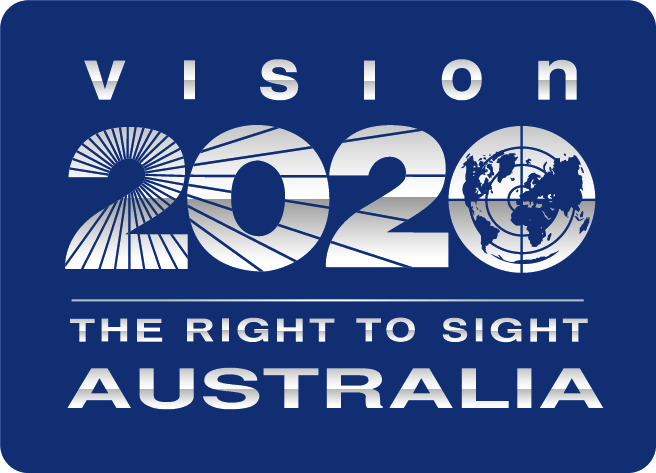 vision
2020
THE RIGHT TO SIGHT
AUSTRALIA